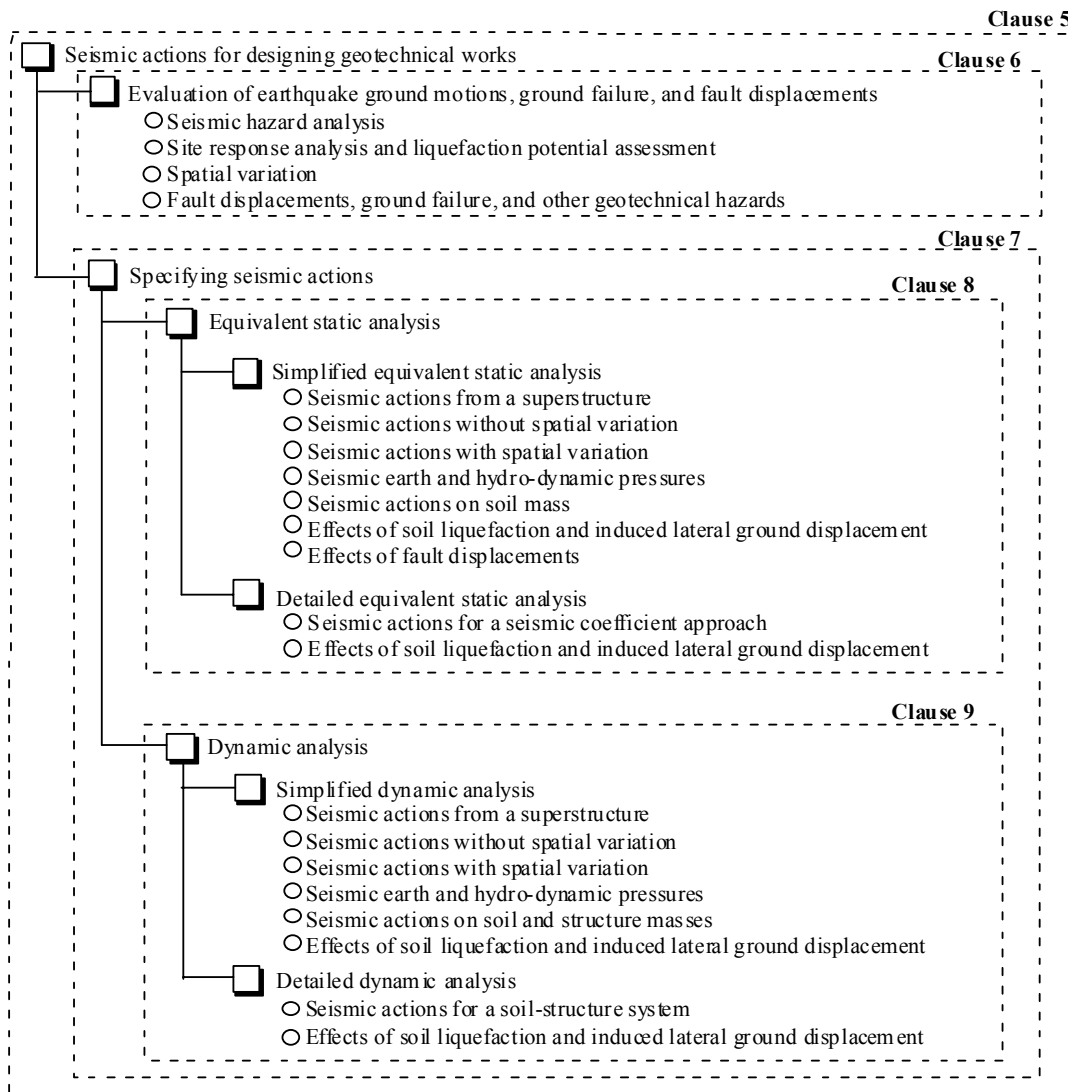 Clause 5
Seismic actions for designing geotechnical works
Clause 6
Evaluation of earthquake ground motions, ground failure, and fault displacements
Seismic hazard analysis
Site response analysis and liquefaction potential assessment
Spatial variation
Fault displacements, ground failure, and other geotechnical hazards
Clause 7
Specifying seismic actions
Clause 8
Equivalent static analysis
Simplified equivalent static analysis
Seismic actions from a superstructure
Seismic actions without spatial variation
Seismic actions with spatial variation
Seismic earth and hydro-dynamic pressures
Seismic actions on soil mass
Effects of soil liquefaction and induced lateral ground displacement
Effects of fault displacements
Detailed equivalent static analysis
Seismic actions for a seismic coefficient approach
Effects of soil liquefaction and induced lateral ground displacement
Clause 9
Dynamic analysis
Simplified dynamic analysis
Seismic actions from a superstructure
Seismic actions without spatial variation
Seismic actions with spatial variation
Seismic earth and hydro-dynamic pressures
Seismic actions on soil and structure masses
Effects of soil liquefaction and induced lateral ground displacement
Detailed dynamic analysis
Seismic actions for a soil-structure system
Effects of soil liquefaction and induced lateral ground displacement